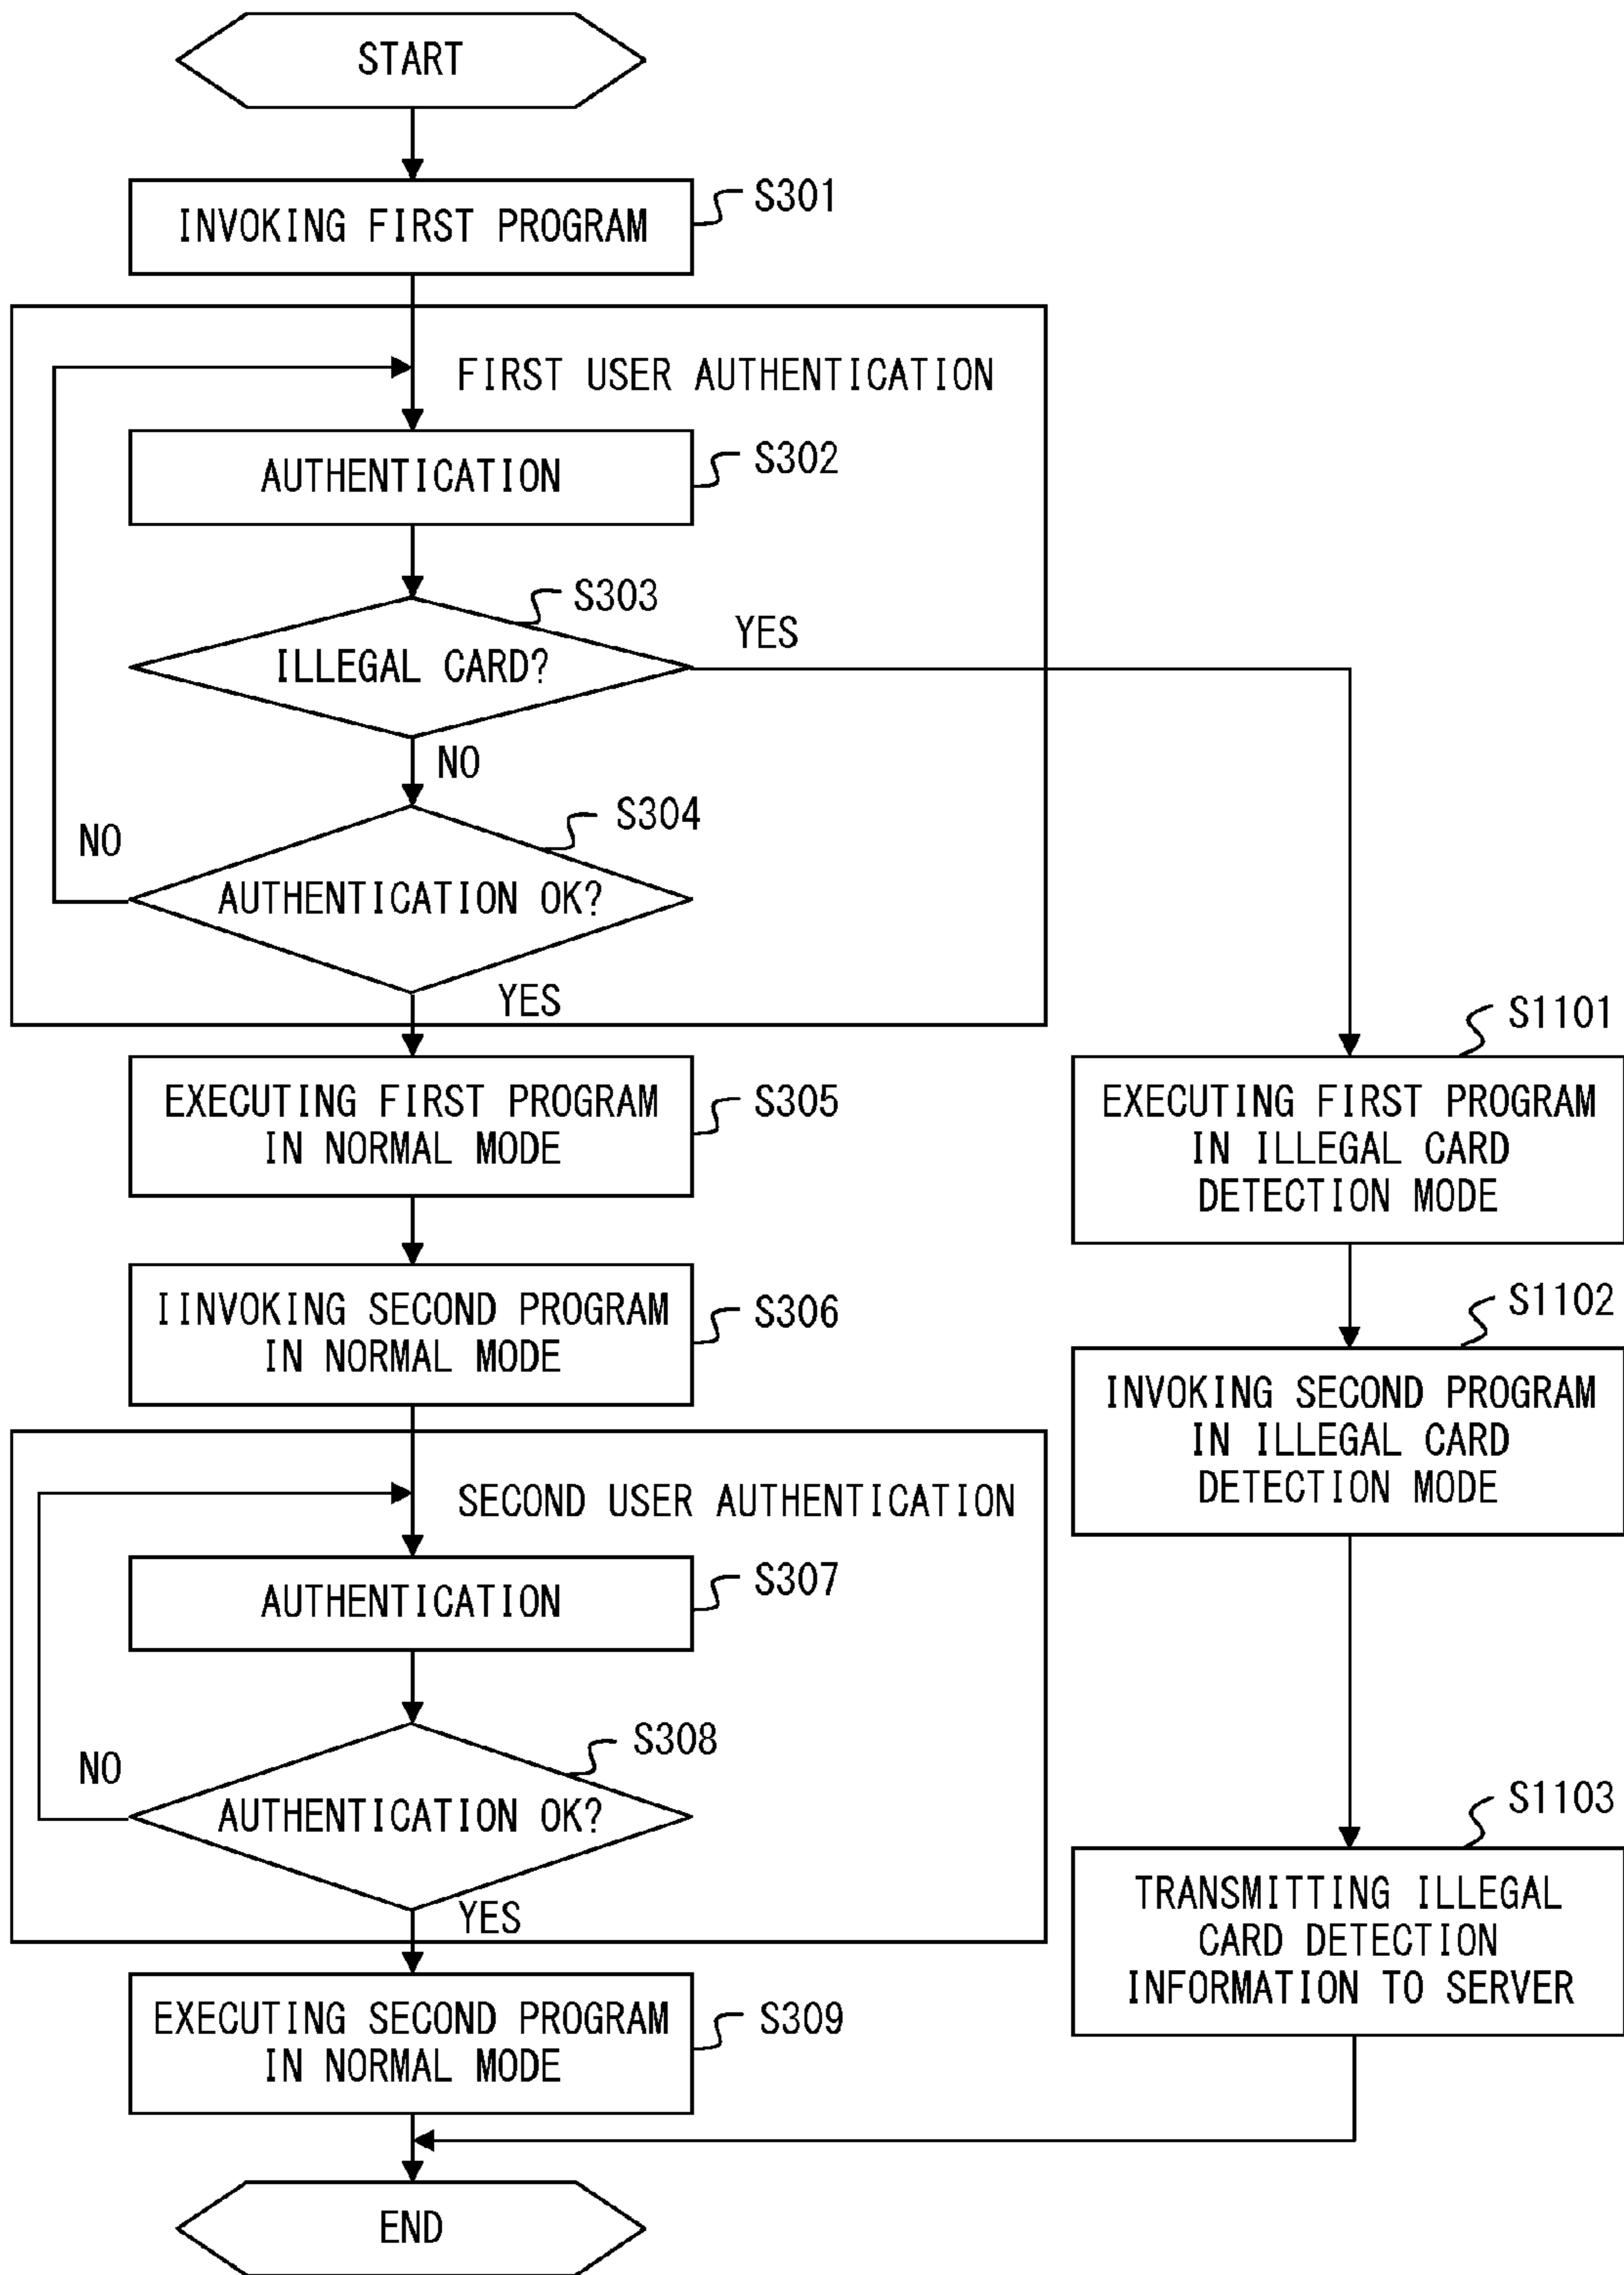 START
INVOKING FIRST PROGRAM
S301
FIRST USER AUTHENTICATION
AUTHENTICATION
S302
S303
ILLEGAL CARD?
YES
NO
S304
NO
AUTHENTICATION OK?
YES
EXECUTING FIRST PROGRAM
IN NORMAL MODE
S305
IINVOKING SECOND PROGRAM
IN NORMAL MODE
S306
SECOND USER AUTHENTICATION
AUTHENTICATION
S307
S308
NO
AUTHENTICATION OK?
YES
EXECUTING SECOND PROGRAM
IN NORMAL MODE
S309
S1101
EXECUTING FIRST PROGRAM
IN ILLEGAL CARD
DETECTION MODE
S1102
INVOKING SECOND PROGRAM
IN ILLEGAL CARD
DETECTION MODE
S1103
TRANSMITTING ILLEGAL
CARD DETECTION
INFORMATION TO SERVER
END